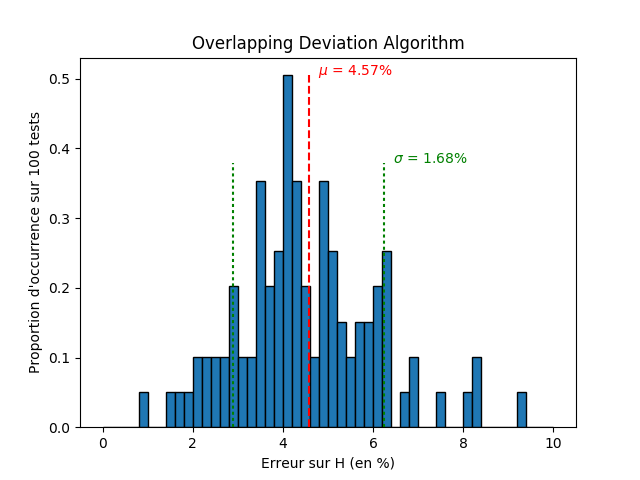 Overlapping Deviation Algorithm
μ = 4.57%
σ = 1.68%
Proportion d'occurrence sur 100 tests
0.5
0.4
0.3
0.2
0.1
0.0
0 2 4 6 8 10
Erreur sur H (en %)